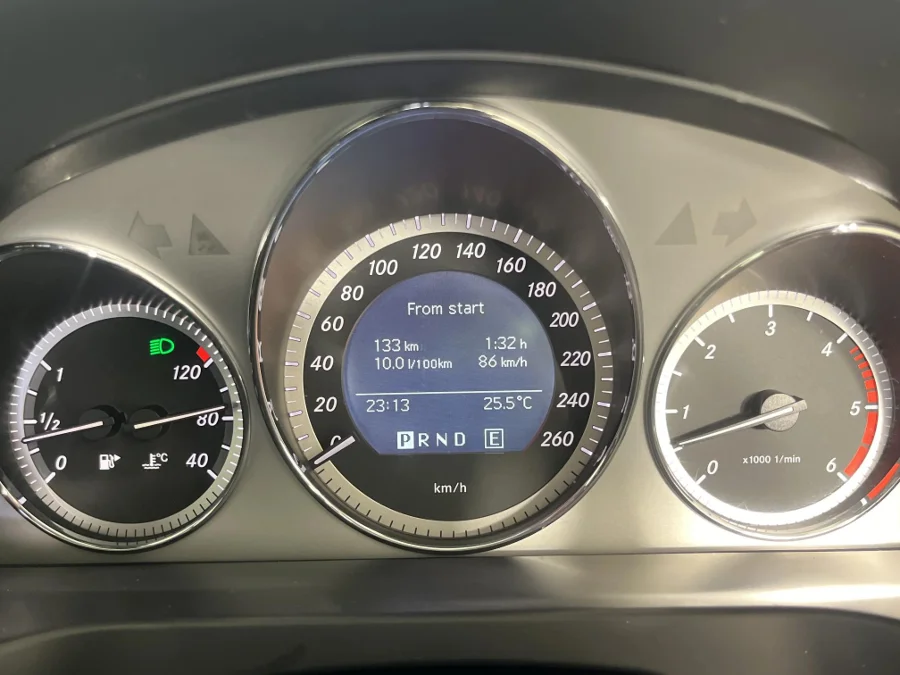 From start
133 km 1:32 h
10.0 l/100km 86 km/h
23:13 25.5°C
P R N D E
km/h
0 20 40 60 80 100 120 140 160 180 200 220 240 260
1
1/2
0
120
80
40
°C
0 1 2 3 4 5 6
x1000 1/min